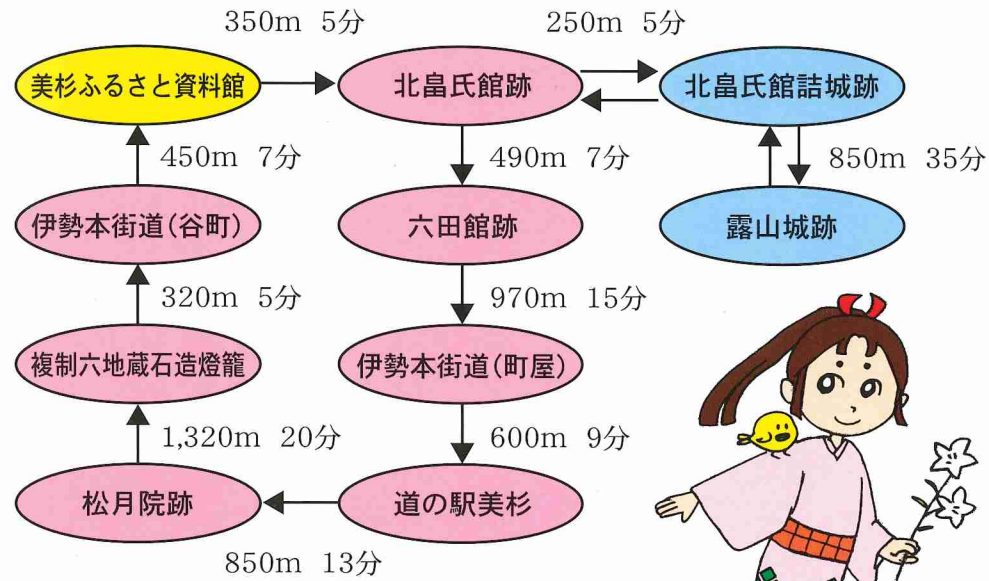 350m 5分
250m 5分
美杉ふるさと資料館
北畠氏館跡
北畠氏館詰城跡
450m 7分
490m 7分
850m 35分
伊勢本街道(谷町)
六田館跡
霧山城跡
320m 5分
970m 15分
複制六地蔵石造燈籠
伊勢本街道(町屋)
1,320m 20分
600m 9分
松月院跡
道の駅美杉
850m 13分